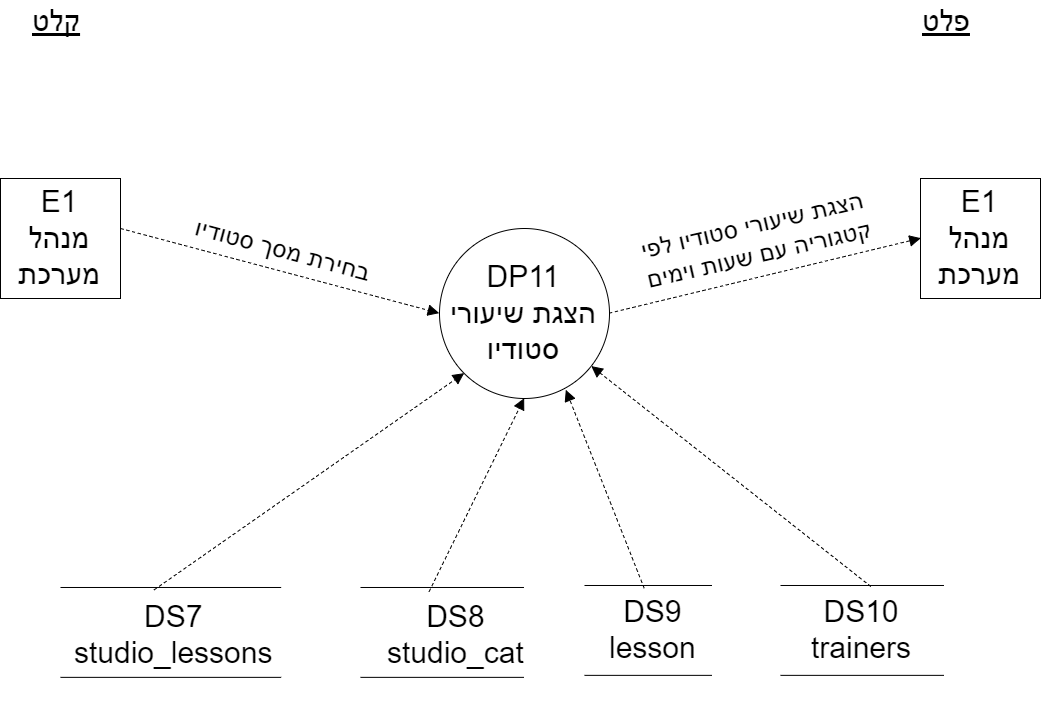 קלט
פלט
E1
מנהל
מערכת
בחירת מסך סטודיו
DP11
הצגת שיעורי
סטודיו
הצגת שיעורי סטודיו לפי
קטגוריה עם שעות וימים
E1
מנהל
מערכת
DS7
studio_lessons
DS8
studio_cat
DS9
lesson
DS10
trainers